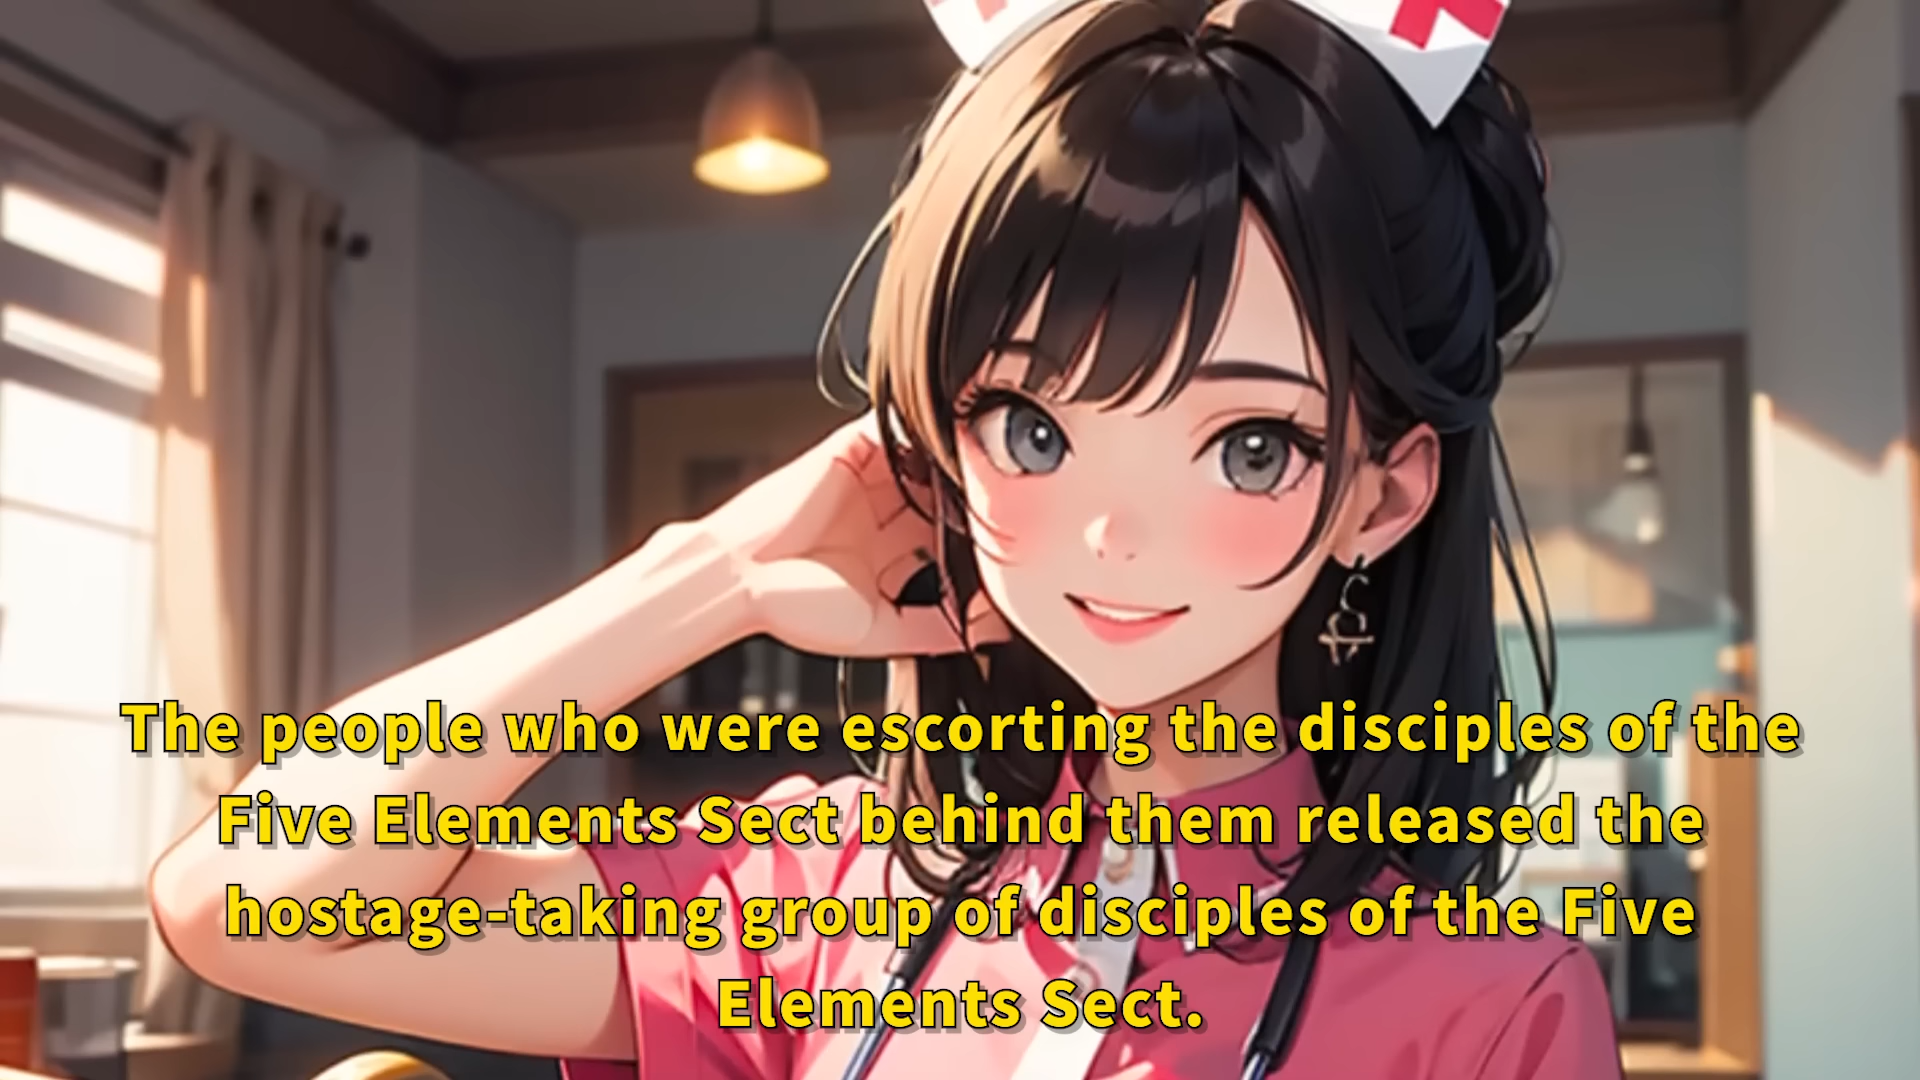 The people who were escorting the disciples of the
Five Elements Sect behind them released the
hostage-taking group of disciples of the Five
Elements Sect.